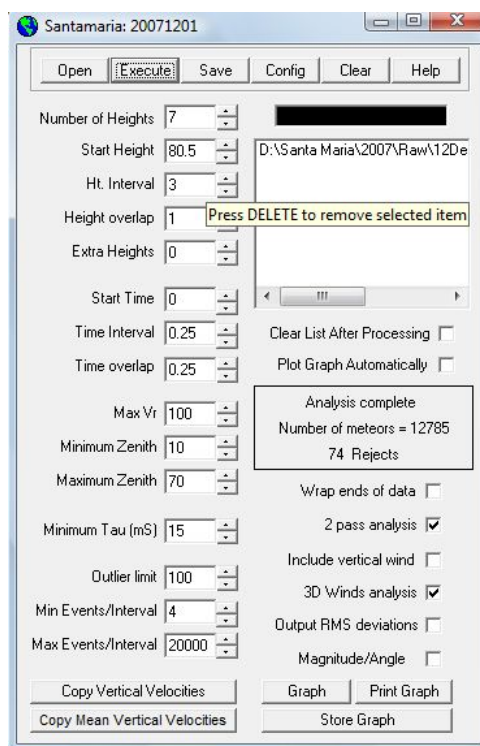 Santamaria: 20071201
Open Execute Save Config Clear Help
Number of Heights 7
Start Height 80.5
D:\Santa Maria\2007\Raw\12De
Ht. Interval 3
Height overlap 1
Press DELETE to remove selected item
Extra Heights 0
Start Time 0
Time Interval 0.25
Clear List After Processing
Time overlap 0.25
Plot Graph Automatically
Max Vr 100
Analysis complete
Number of meteors = 12785
74 Rejects
Minimum Zenith 10
Maximum Zenith 70
Wrap ends of data
Minimum Tau (mS) 15
2 pass analysis
Include vertical wind
Outlier limit 100
3D Winds analysis
Min Events/Interval 4
Output RMS deviations
Max Events/Interval 20000
Magnitude/Angle
Copy Vertical Velocities
Graph Print Graph
Copy Mean Vertical Velocities
Store Graph